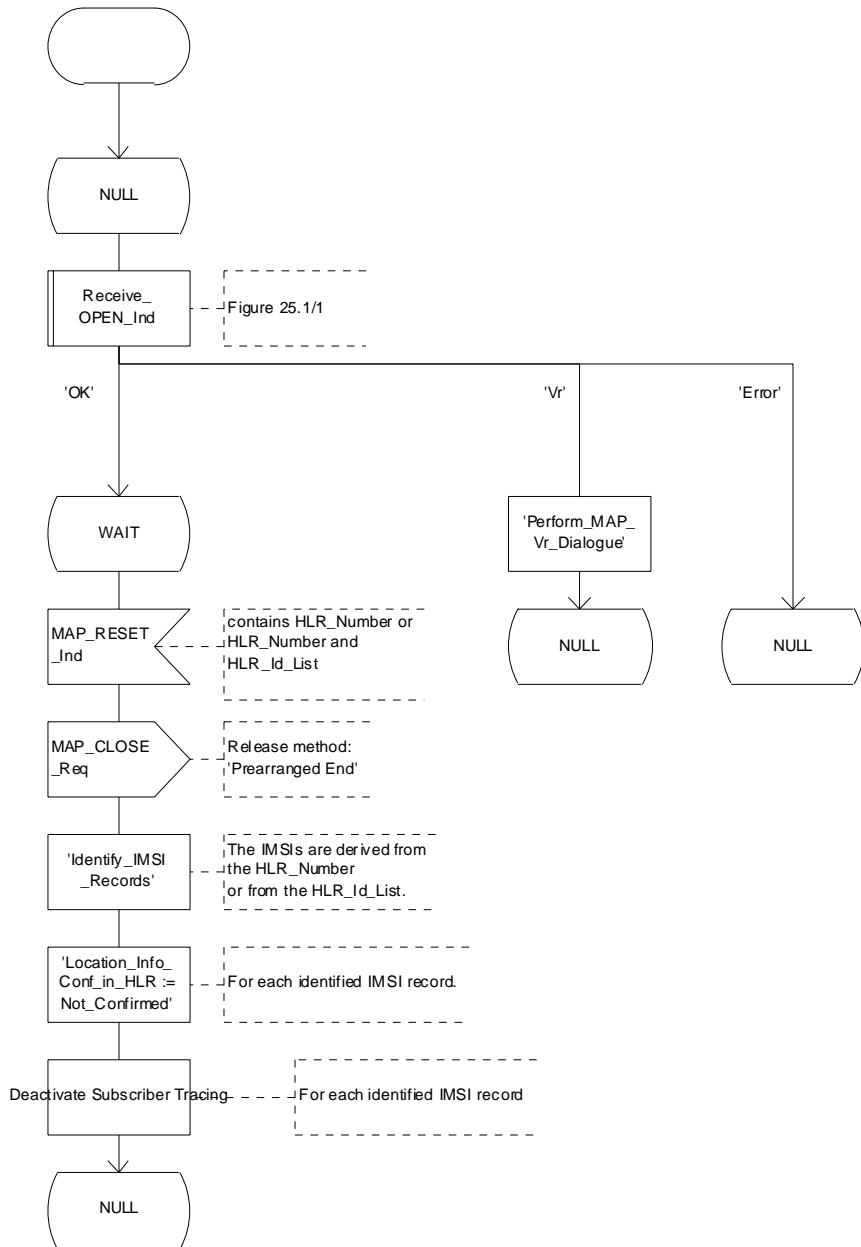 NULL
Receive_
OPEN_Ind
Figure 25.1/1
'OK'
'Vr'
'Error'
WAIT
'Perform_MAP_
Vr_Dialogue'
MAP_RESET
_Ind
contains HLR_Number or
HLR_Number and
HLR_Id_List
NULL
NULL
MAP_CLOSE
_Req
Release method:
'Prearranged End'
'Identify_IMSI
_Records'
The IMSIs are derived from
the HLR_Number
or from the HLR_Id_List.
'Location_Info_
Conf_in_HLR :=
Not_Confirmed'
For each identified IMSI record.
Deactivate Subscriber Tracing
For each identified IMSI record
NULL